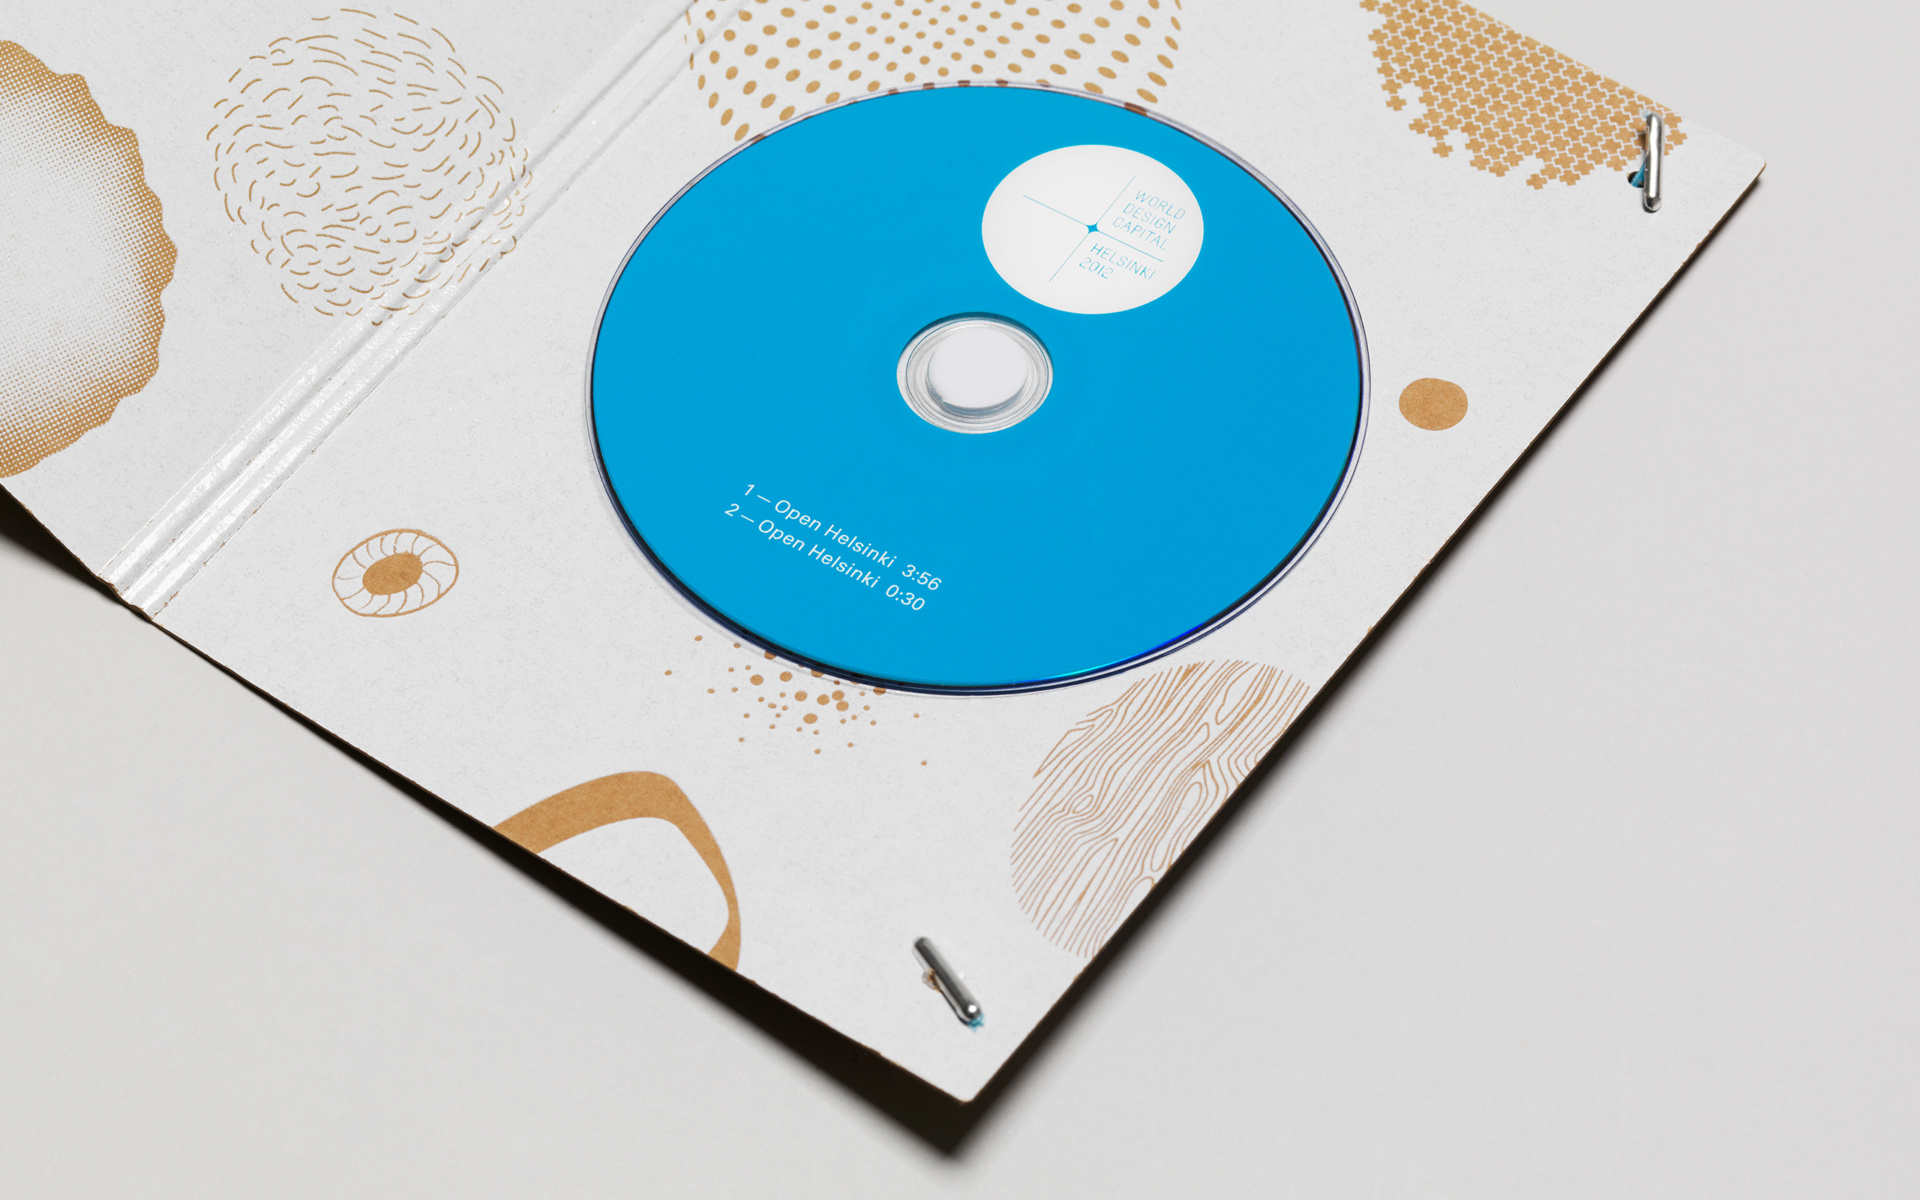 WORLD
DESIGN
CAPITAL
HELSINKI
2012
1 — Open Helsinki 3:56
2 — Open Helsinki 0:30